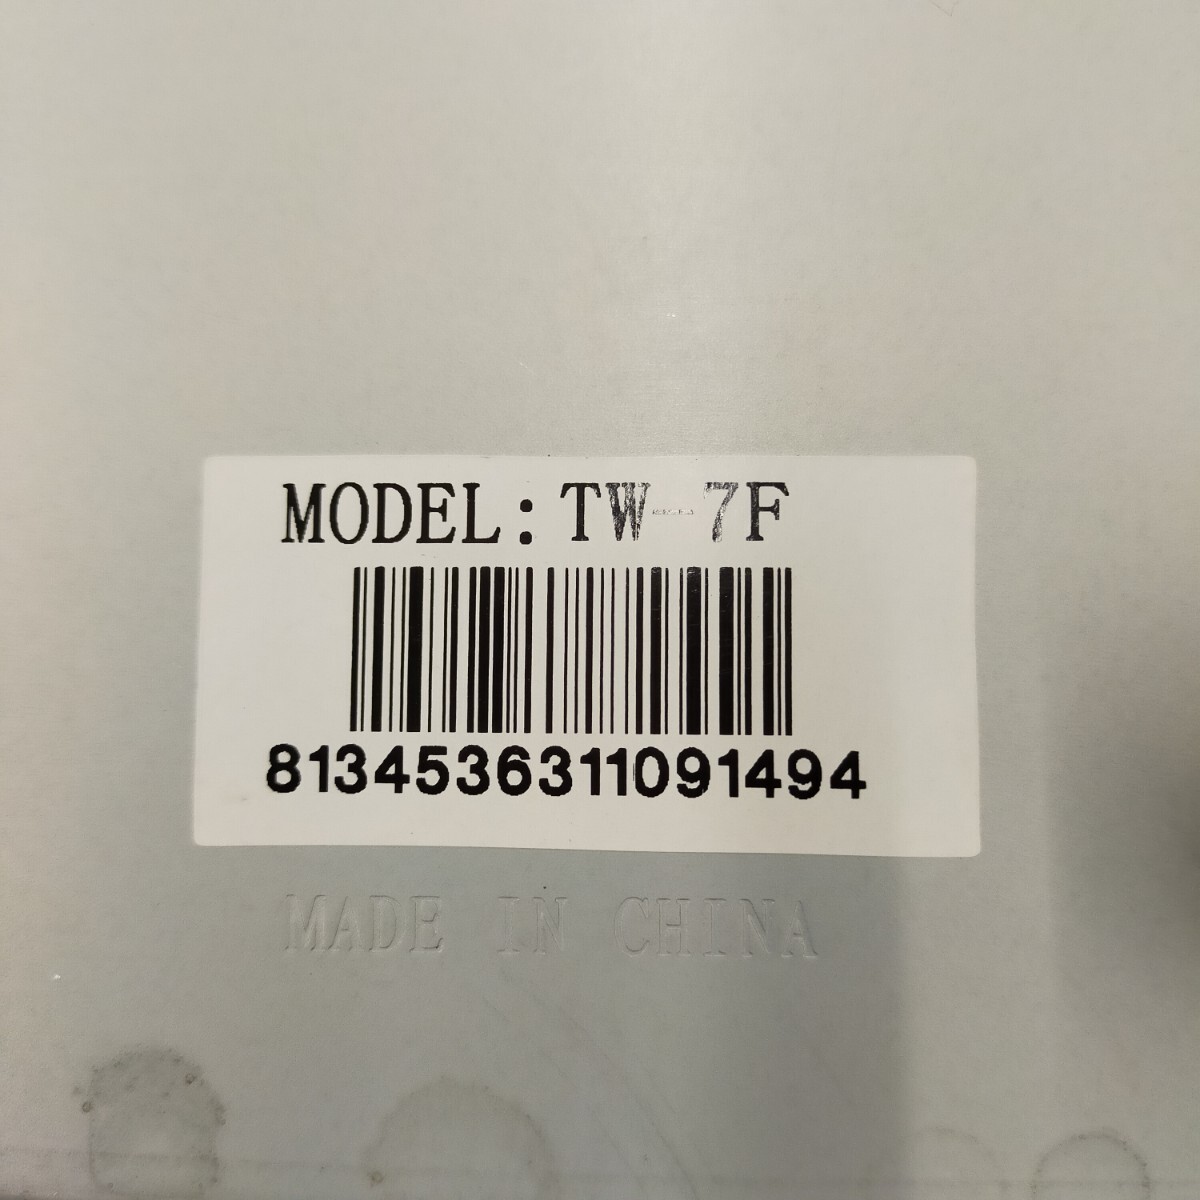 MODEL: TW-7F
8134536311091494
MADE IN CHINA